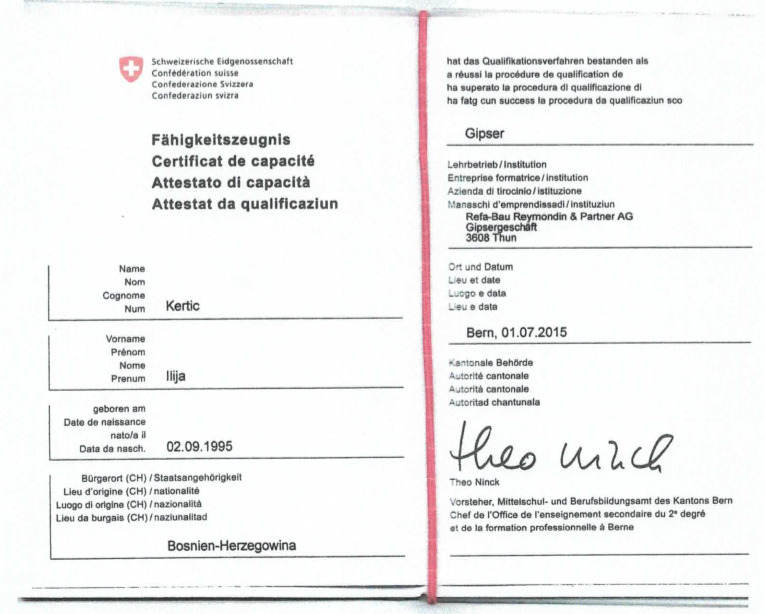 Schweizerische Eidgenossenschaft
Confédération suisse
Confederazione Svizzera
Confederaziun svizra
Fähigkeitszeugnis
Certificat de capacité
Attestato di capacità
Attestat da qualificaziun
Name
Nom
Cognome
Num Kertic
Vorname
Prénom
Nome
Prenum Ilija
geboren am
Date de naissance
nato/a il
Data da nasch. 02.09.1995
Bürgerort (CH) / Staatsangehörigkeit
Lieu d'origine (CH) / nationalité
Luogo di origine (CH) / nazionalità
Lieu da burgais (CH) / naziunalitad
Bosnien-Herzegowina
hat das Qualifikationsverfahren bestanden als
a réussi la procédure de qualification de
ha superato la procedura di qualificazione di
ha fatg cun success la procedura da qualificaziun sco
Gipser
Lehrbetrieb / Institution
Entreprise formatrice / institution
Azienda di tirocinio / istituzione
Manaschi d'emprendissadi / instituziun
Refa-Bau Reymondin & Partner AG
Gipsergeschäft
3608 Thun
Ort und Datum
Lieu et date
Luogo e data
Lieu e data
Bern, 01.07.2015
Kantonale Behörde
Autorité cantonale
Autorità cantonale
Autoritad chantunala
theo ninck
Theo Ninck
Vorsteher, Mittelschul- und Berufsbildungsamt des Kantons Bern
Chef de l'Office de l'enseignement secondaire du 2e degré
et de la formation professionnelle à Berne